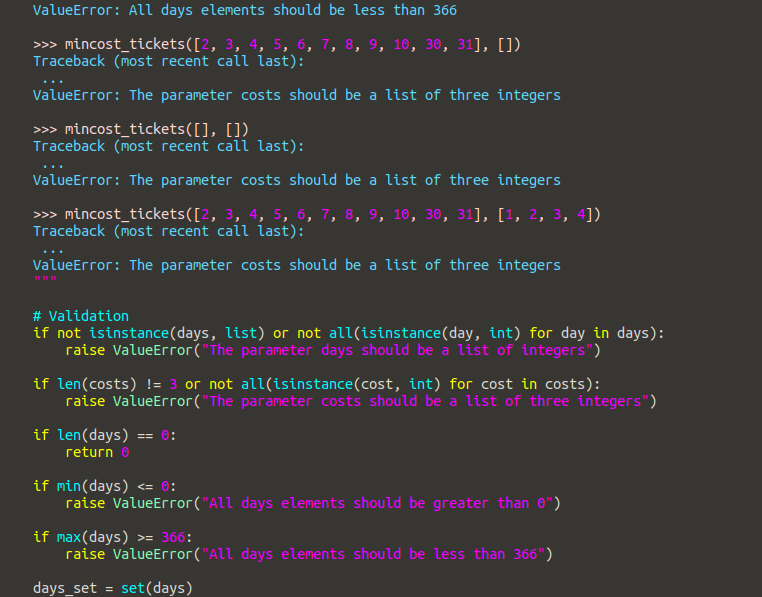 ValueError: All days elements should be less than 366

>>> mincost_tickets([2, 3, 4, 5, 6, 7, 8, 9, 10, 30, 31], [])
Traceback (most recent call last):
 ...
ValueError: The parameter costs should be a list of three integers

>>> mincost_tickets([], [])
Traceback (most recent call last):
 ...
ValueError: The parameter costs should be a list of three integers

>>> mincost_tickets([2, 3, 4, 5, 6, 7, 8, 9, 10, 30, 31], [1, 2, 3, 4])
Traceback (most recent call last):
 ...
ValueError: The parameter costs should be a list of three integers
"""

# Validation
if not isinstance(days, list) or not all(isinstance(day, int) for day in days):
    raise ValueError("The parameter days should be a list of integers")

if len(costs) != 3 or not all(isinstance(cost, int) for cost in costs):
    raise ValueError("The parameter costs should be a list of three integers")

if len(days) == 0:
    return 0

if min(days) <= 0:
    raise ValueError("All days elements should be greater than 0")

if max(days) >= 366:
    raise ValueError("All days elements should be less than 366")

days_set = set(days)